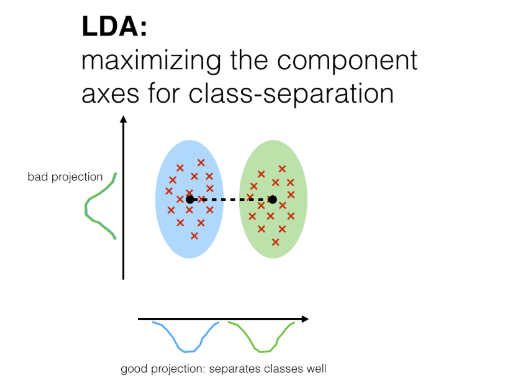 LDA:
maximizing the component
axes for class-separation
bad projection
good projection: separates classes well